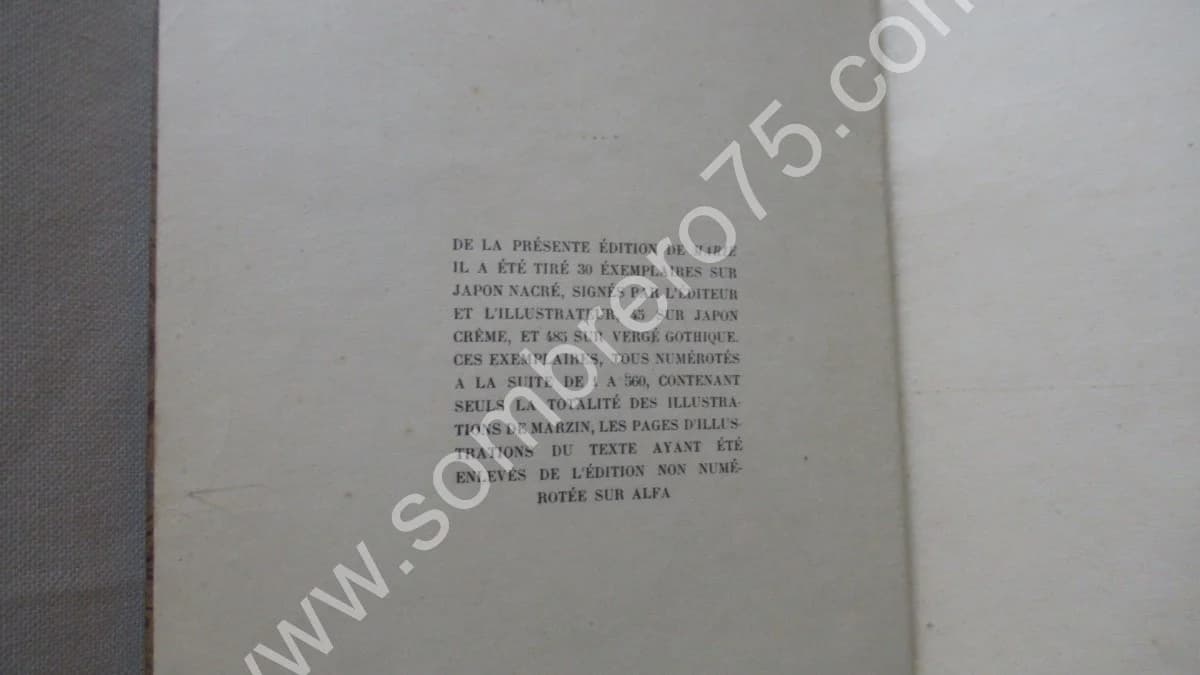 DE LA PRÉSENTE ÉDITION DE MARIE
IL A ÉTÉ TIRÉ 30 ÉXEMPLAIRES SUR
JAPON NACRÉ, SIGNÉS PAR L'ÉDITEUR
ET L'ILLUSTRATEUR, 45 SUR JAPON
CRÊME, ET 485 SUR VERGÉ GOTHIQUE.
CES EXEMPLAIRES, TOUS NUMÉROTÉS
A LA SUITE DE 1 A 560, CONTENANT
SEULS LA TOTALITÉ DES ILLUSTRA-
TIONS DE MARZIN, LES PAGES D'ILLUS-
TRATIONS DU TEXTE AYANT ÉTÉ
ENLEVÉS DE L'ÉDITION NON NUMÉ-
ROTÉE SUR ALFA
www.sombrero75.com